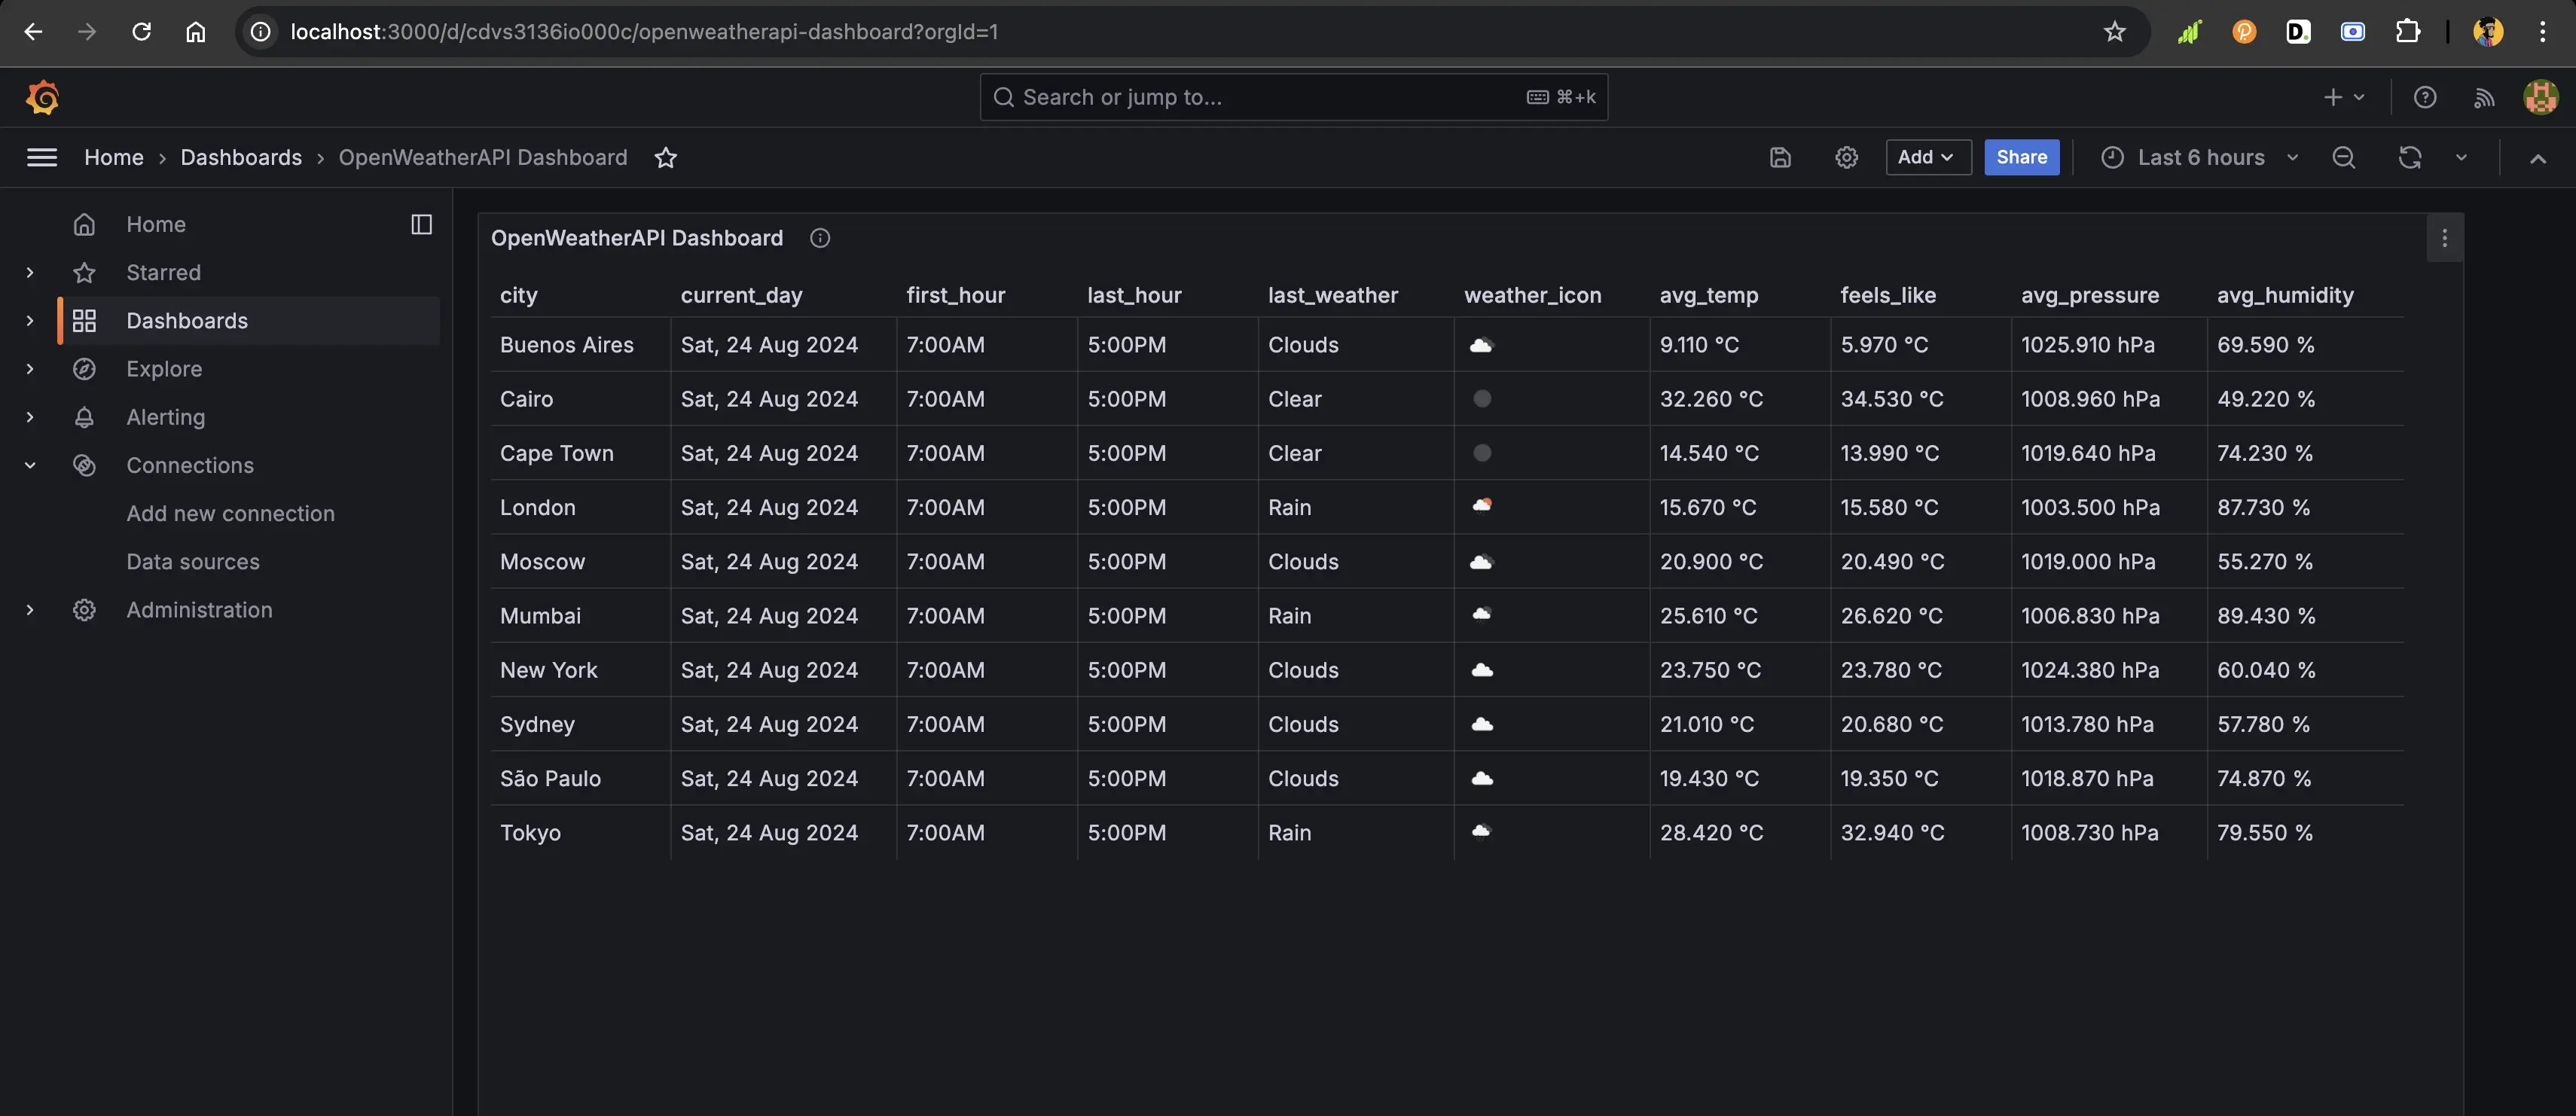 localhost:3000/d/cdvs3136io000c/openweatherapi-dashboard?orgId=1
Search or jump to... ⌘+k
Home › Dashboards › OpenWeatherAPI Dashboard Add Share Last 6 hours
Home
Starred
Dashboards
Explore
Alerting
Connections
Add new connection
Data sources
Administration
OpenWeatherAPI Dashboard
city current_day first_hour last_hour last_weather weather_icon avg_temp feels_like avg_pressure avg_humidity
Buenos Aires Sat, 24 Aug 2024 7:00AM 5:00PM Clouds 9.110 °C 5.970 °C 1025.910 hPa 69.590 %
Cairo Sat, 24 Aug 2024 7:00AM 5:00PM Clear 32.260 °C 34.530 °C 1008.960 hPa 49.220 %
Cape Town Sat, 24 Aug 2024 7:00AM 5:00PM Clear 14.540 °C 13.990 °C 1019.640 hPa 74.230 %
London Sat, 24 Aug 2024 7:00AM 5:00PM Rain 15.670 °C 15.580 °C 1003.500 hPa 87.730 %
Moscow Sat, 24 Aug 2024 7:00AM 5:00PM Clouds 20.900 °C 20.490 °C 1019.000 hPa 55.270 %
Mumbai Sat, 24 Aug 2024 7:00AM 5:00PM Rain 25.610 °C 26.620 °C 1006.830 hPa 89.430 %
New York Sat, 24 Aug 2024 7:00AM 5:00PM Clouds 23.750 °C 23.780 °C 1024.380 hPa 60.040 %
Sydney Sat, 24 Aug 2024 7:00AM 5:00PM Clouds 21.010 °C 20.680 °C 1013.780 hPa 57.780 %
São Paulo Sat, 24 Aug 2024 7:00AM 5:00PM Clouds 19.430 °C 19.350 °C 1018.870 hPa 74.870 %
Tokyo Sat, 24 Aug 2024 7:00AM 5:00PM Rain 28.420 °C 32.940 °C 1008.730 hPa 79.550 %